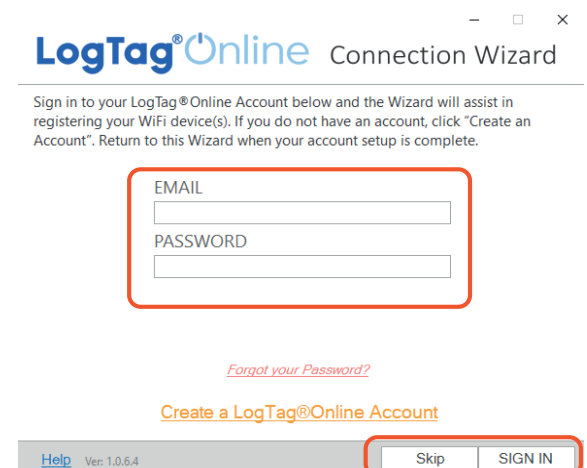 LogTag®Online Connection Wizard
Sign in to your LogTag®Online Account below and the Wizard will assist in
registering your WiFi device(s). If you do not have an account, click "Create an
Account". Return to this Wizard when your account setup is complete.
EMAIL
PASSWORD
Forgot your Password?
Create a LogTag®Online Account
Help Ver: 1.0.6.4 Skip SIGN IN